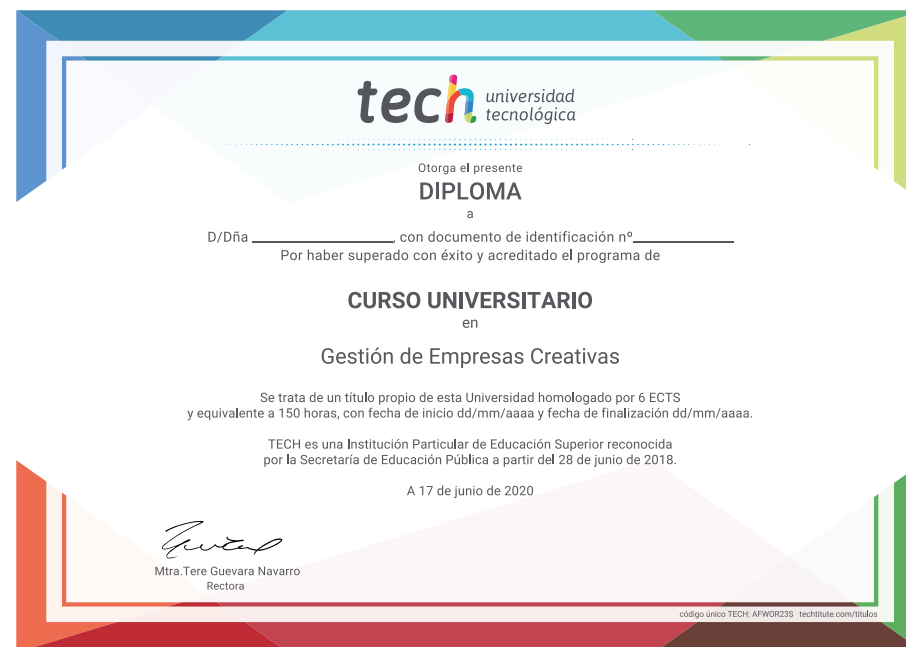 tech universidad
tecnológica
Otorga el presente
DIPLOMA
a
D/Dña ____________________, con documento de identificación nº______________
Por haber superado con éxito y acreditado el programa de
CURSO UNIVERSITARIO
en
Gestión de Empresas Creativas
Se trata de un título propio de esta Universidad homologado por 6 ECTS
y equivalente a 150 horas, con fecha de inicio dd/mm/aaaa y fecha de finalización dd/mm/aaaa.
TECH es una Institución Particular de Educación Superior reconocida
por la Secretaría de Educación Pública a partir del 28 de junio de 2018.
A 17 de junio de 2020
Mtra.Tere Guevara Navarro
Rectora
código único TECH: AFWOR23S techtitute.com/titulos